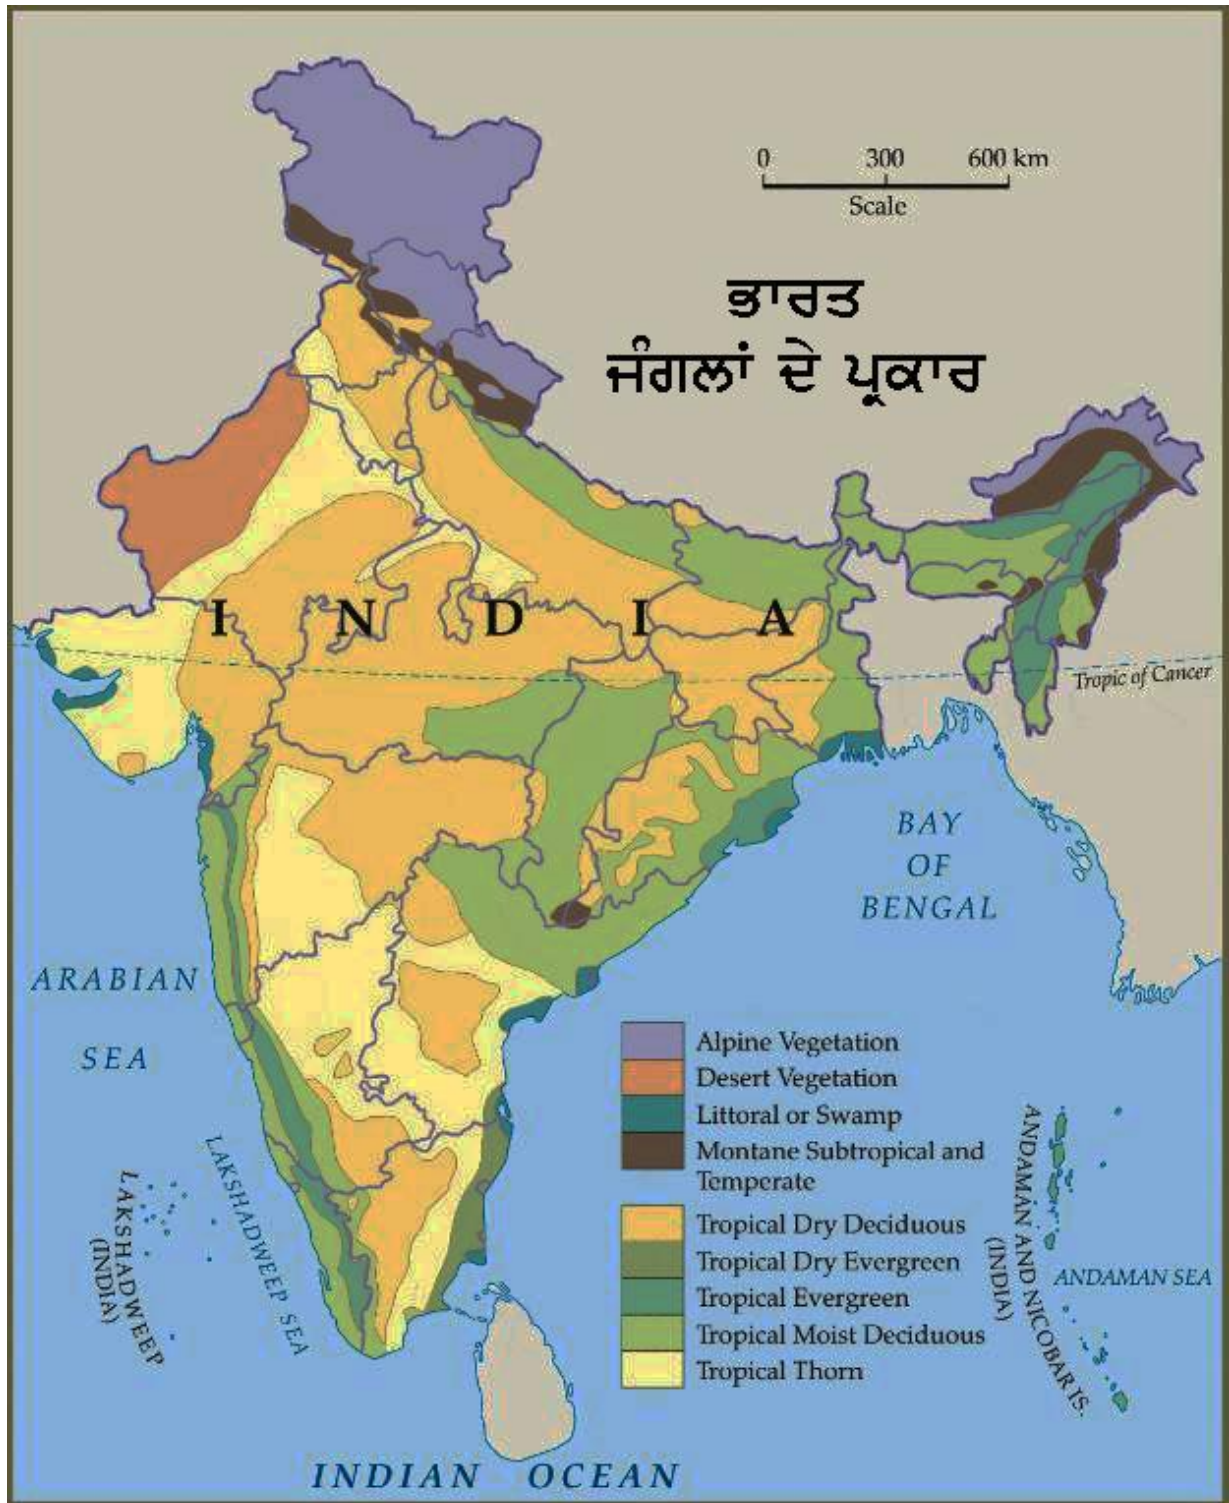 0 300 600 km
Scale
ਭਾਰਤ
ਜੰਗਲਾਂ ਦੇ ਪ੍ਰਕਾਰ
I N D I A
Tropic of Cancer
BAY
OF
BENGAL
ARABIAN
SEA
LAKSHADWEEP
(INDIA)
LAKSHADWEEP SEA
Alpine Vegetation
Desert Vegetation
Littoral or Swamp
Montane Subtropical and
Temperate
Tropical Dry Deciduous
Tropical Dry Evergreen
Tropical Evergreen
Tropical Moist Deciduous
Tropical Thorn
ANDAMAN AND NICOBAR IS.
(INDIA)
ANDAMAN SEA
INDIAN OCEAN